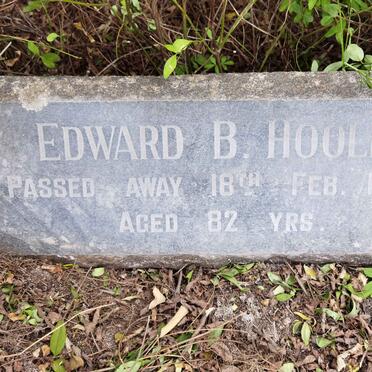 EDWARD B. HOOL
PASSED AWAY 18TH FEB.
AGED 82 YRS.